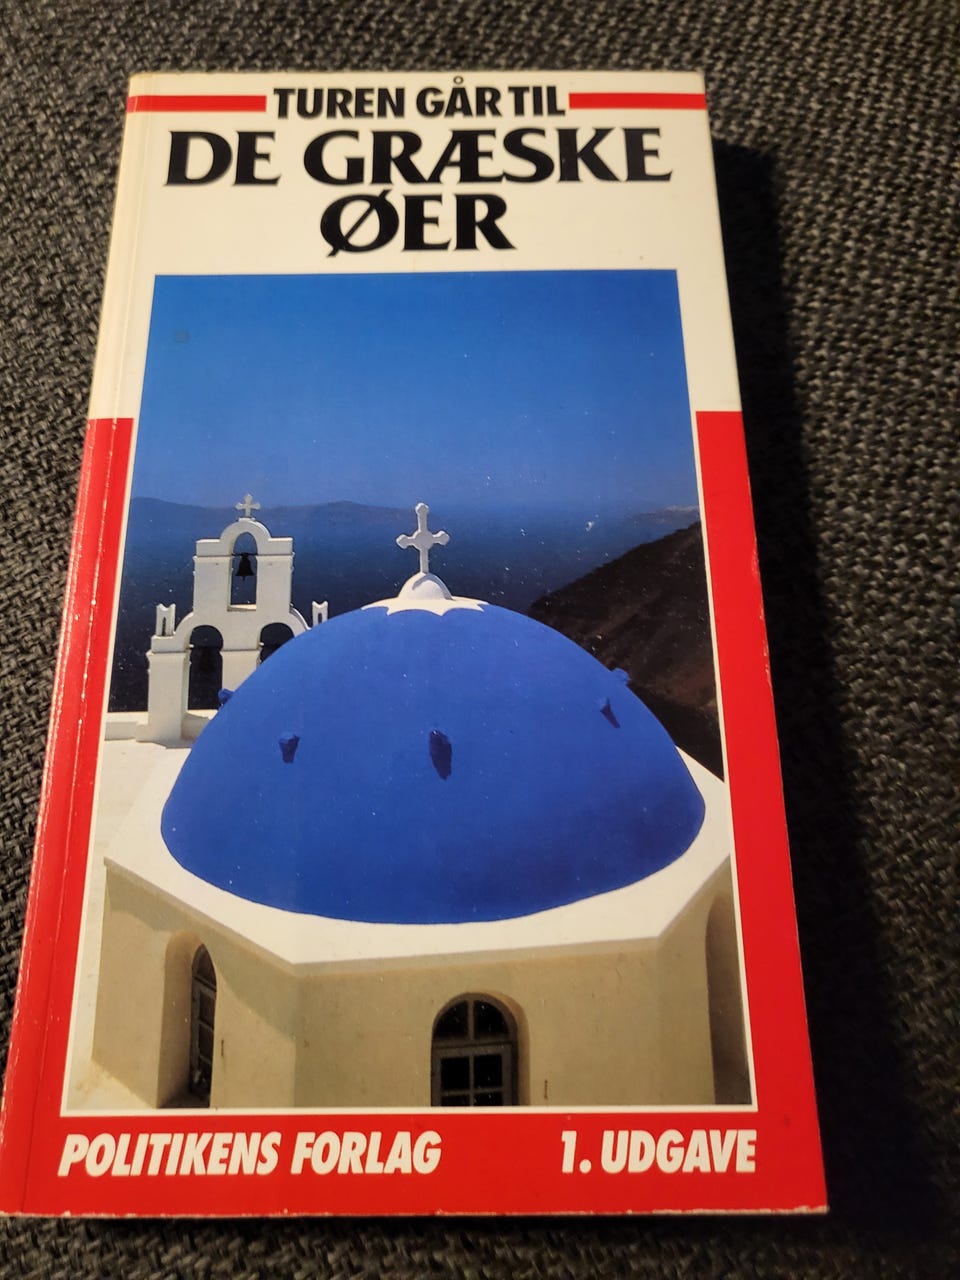 TUREN GÅR TIL
DE GRÆSKE
ØER
POLITIKENS FORLAG
1. UDGAVE